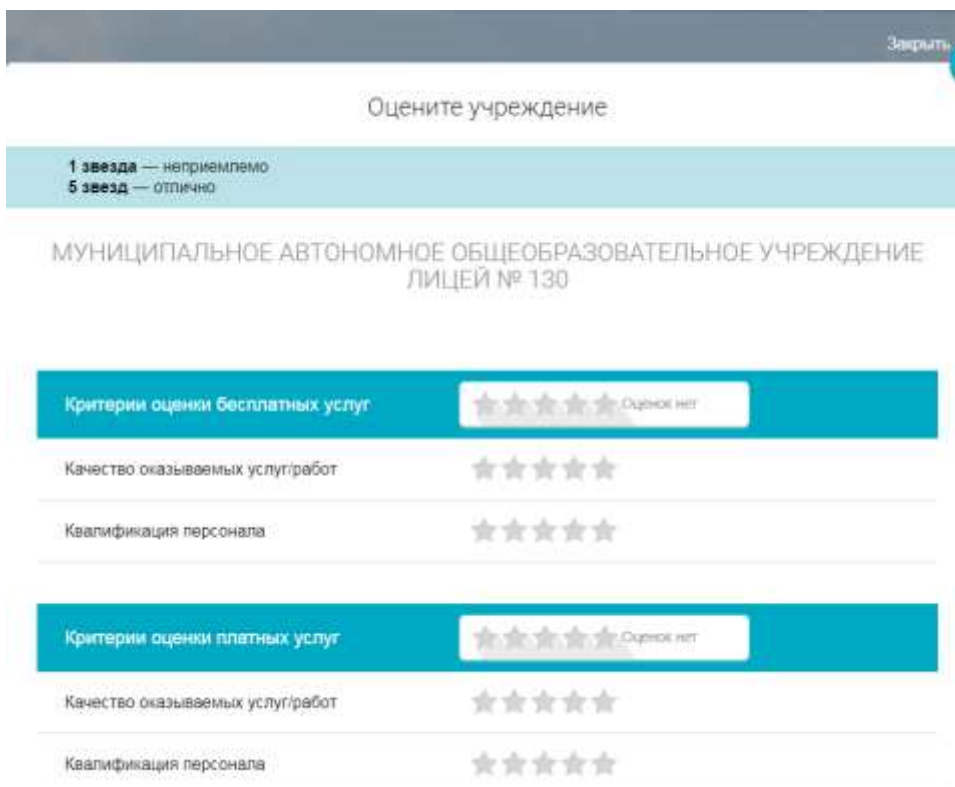 Закрыть
Оцените учреждение
1 звезда — неприемлемо
5 звезд — отлично
МУНИЦИПАЛЬНОЕ АВТОНОМНОЕ ОБЩЕОБРАЗОВАТЕЛЬНОЕ УЧРЕЖДЕНИЕ
ЛИЦЕЙ № 130
Критерии оценки бесплатных услуг Оценок нет
Качество оказываемых услуг/работ
Квалификация персонала
Критерии оценки платных услуг Оценок нет
Качество оказываемых услуг/работ
Квалификация персонала